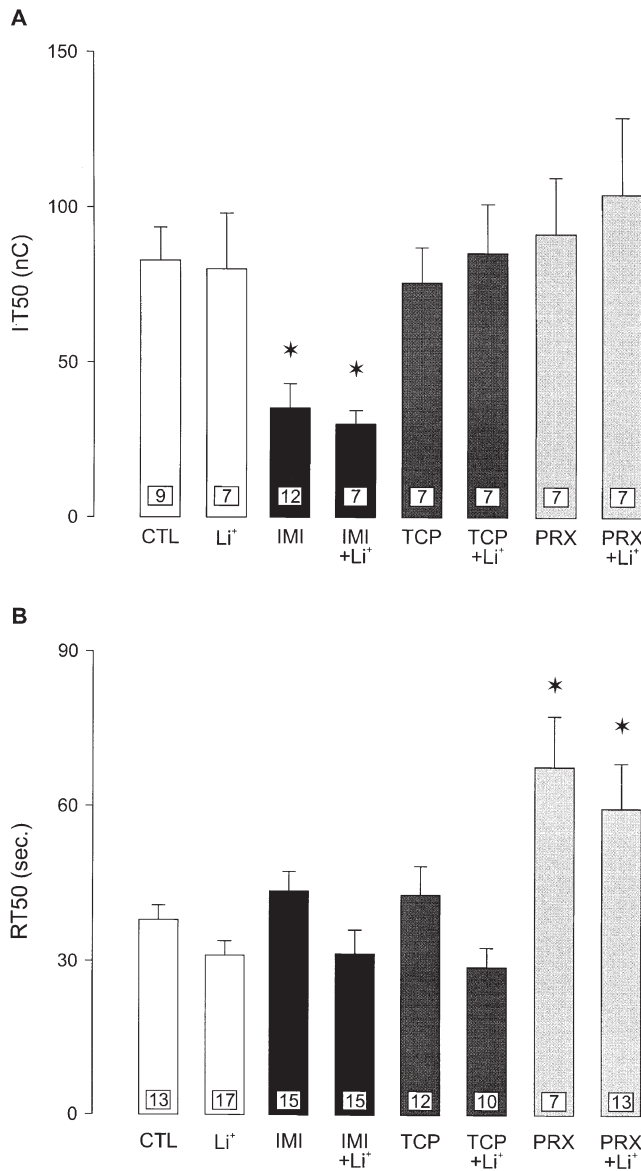 A
150
100
50
0
I·T50 (nC)
✶ ✶
9 7 12 7 7 7 7 7
CTL Li⁺ IMI IMI +Li⁺ TCP TCP +Li⁺ PRX PRX +Li⁺
B
90
60
30
0
RT50 (sec.)
✶ ✶
13 17 15 15 12 10 7 13
CTL Li⁺ IMI IMI +Li⁺ TCP TCP +Li⁺ PRX PRX +Li⁺